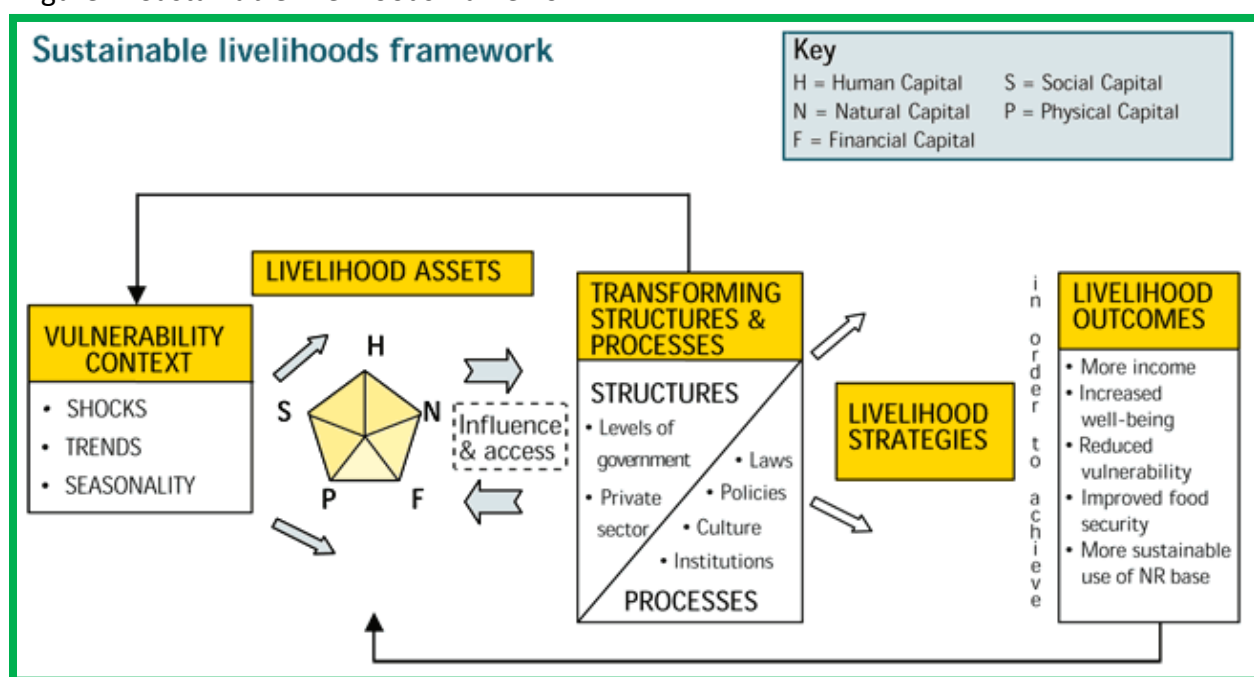 Sustainable livelihoods framework
Key
H = Human Capital S = Social Capital
N = Natural Capital P = Physical Capital
F = Financial Capital
LIVELIHOOD ASSETS
VULNERABILITY
CONTEXT
• SHOCKS
• TRENDS
• SEASONALITY
H
S
N
P
F
Influence
& access
TRANSFORMING
STRUCTURES &
PROCESSES
STRUCTURES
• Levels of
government
• Private
sector
• Laws
• Policies
• Culture
• Institutions
PROCESSES
LIVELIHOOD
STRATEGIES
in order to achieve
LIVELIHOOD
OUTCOMES
• More income
• Increased
well-being
• Reduced
vulnerability
• Improved food
security
• More sustainable
use of NR base